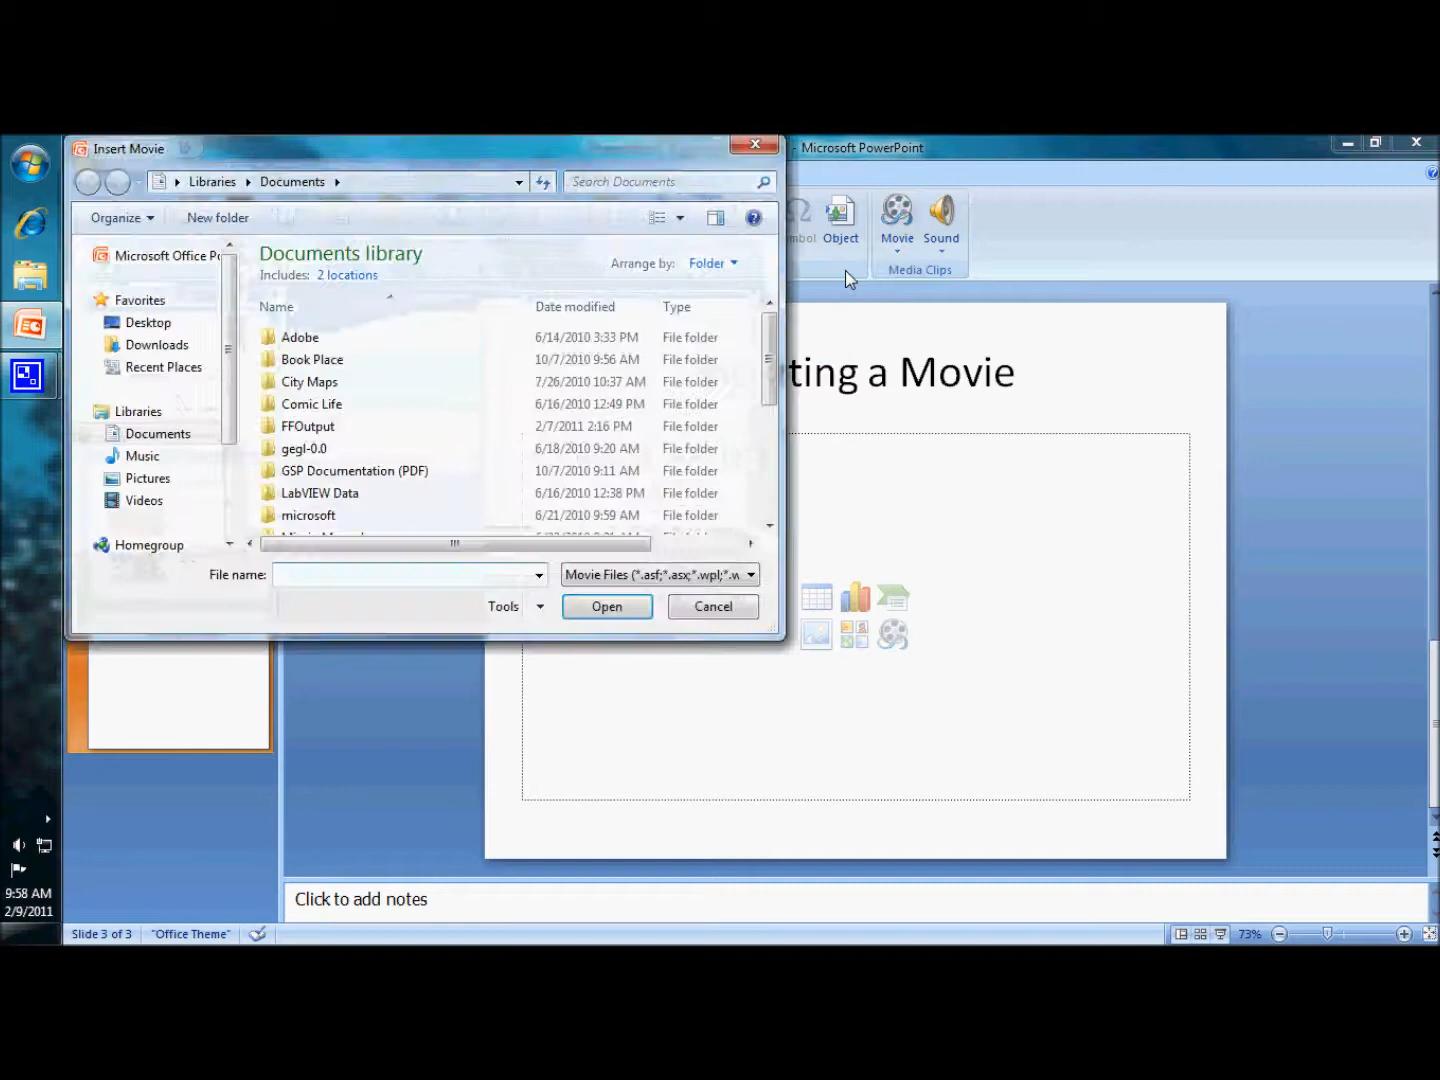 Insert Movie
- Microsoft PowerPoint
Libraries Documents
Search Documents
Organize
New folder
Object
Movie
Sound
Media Clips
Microsoft Office Po
Favorites
Desktop
Downloads
Recent Places
Libraries
Documents
Music
Pictures
Videos
Homegroup
Documents library
Includes: 2 locations
Arrange by: Folder
Name Date modified Type
Adobe 6/14/2010 3:33 PM File folder
Book Place 10/7/2010 9:56 AM File folder
City Maps 7/26/2010 10:37 AM File folder
Comic Life 6/16/2010 12:49 PM File folder
FFOutput 2/7/2011 2:16 PM File folder
gegl-0.0 6/18/2010 9:20 AM File folder
GSP Documentation (PDF) 10/7/2010 9:11 AM File folder
LabVIEW Data 6/16/2010 12:38 PM File folder
microsoft 6/21/2010 9:59 AM File folder
File name:
Movie Files (*.asf;*.asx;*.wpl;*.w
Tools
Open
Cancel
ting a Movie
Click to add notes
9:58 AM
2/9/2011
Slide 3 of 3
"Office Theme"
73%